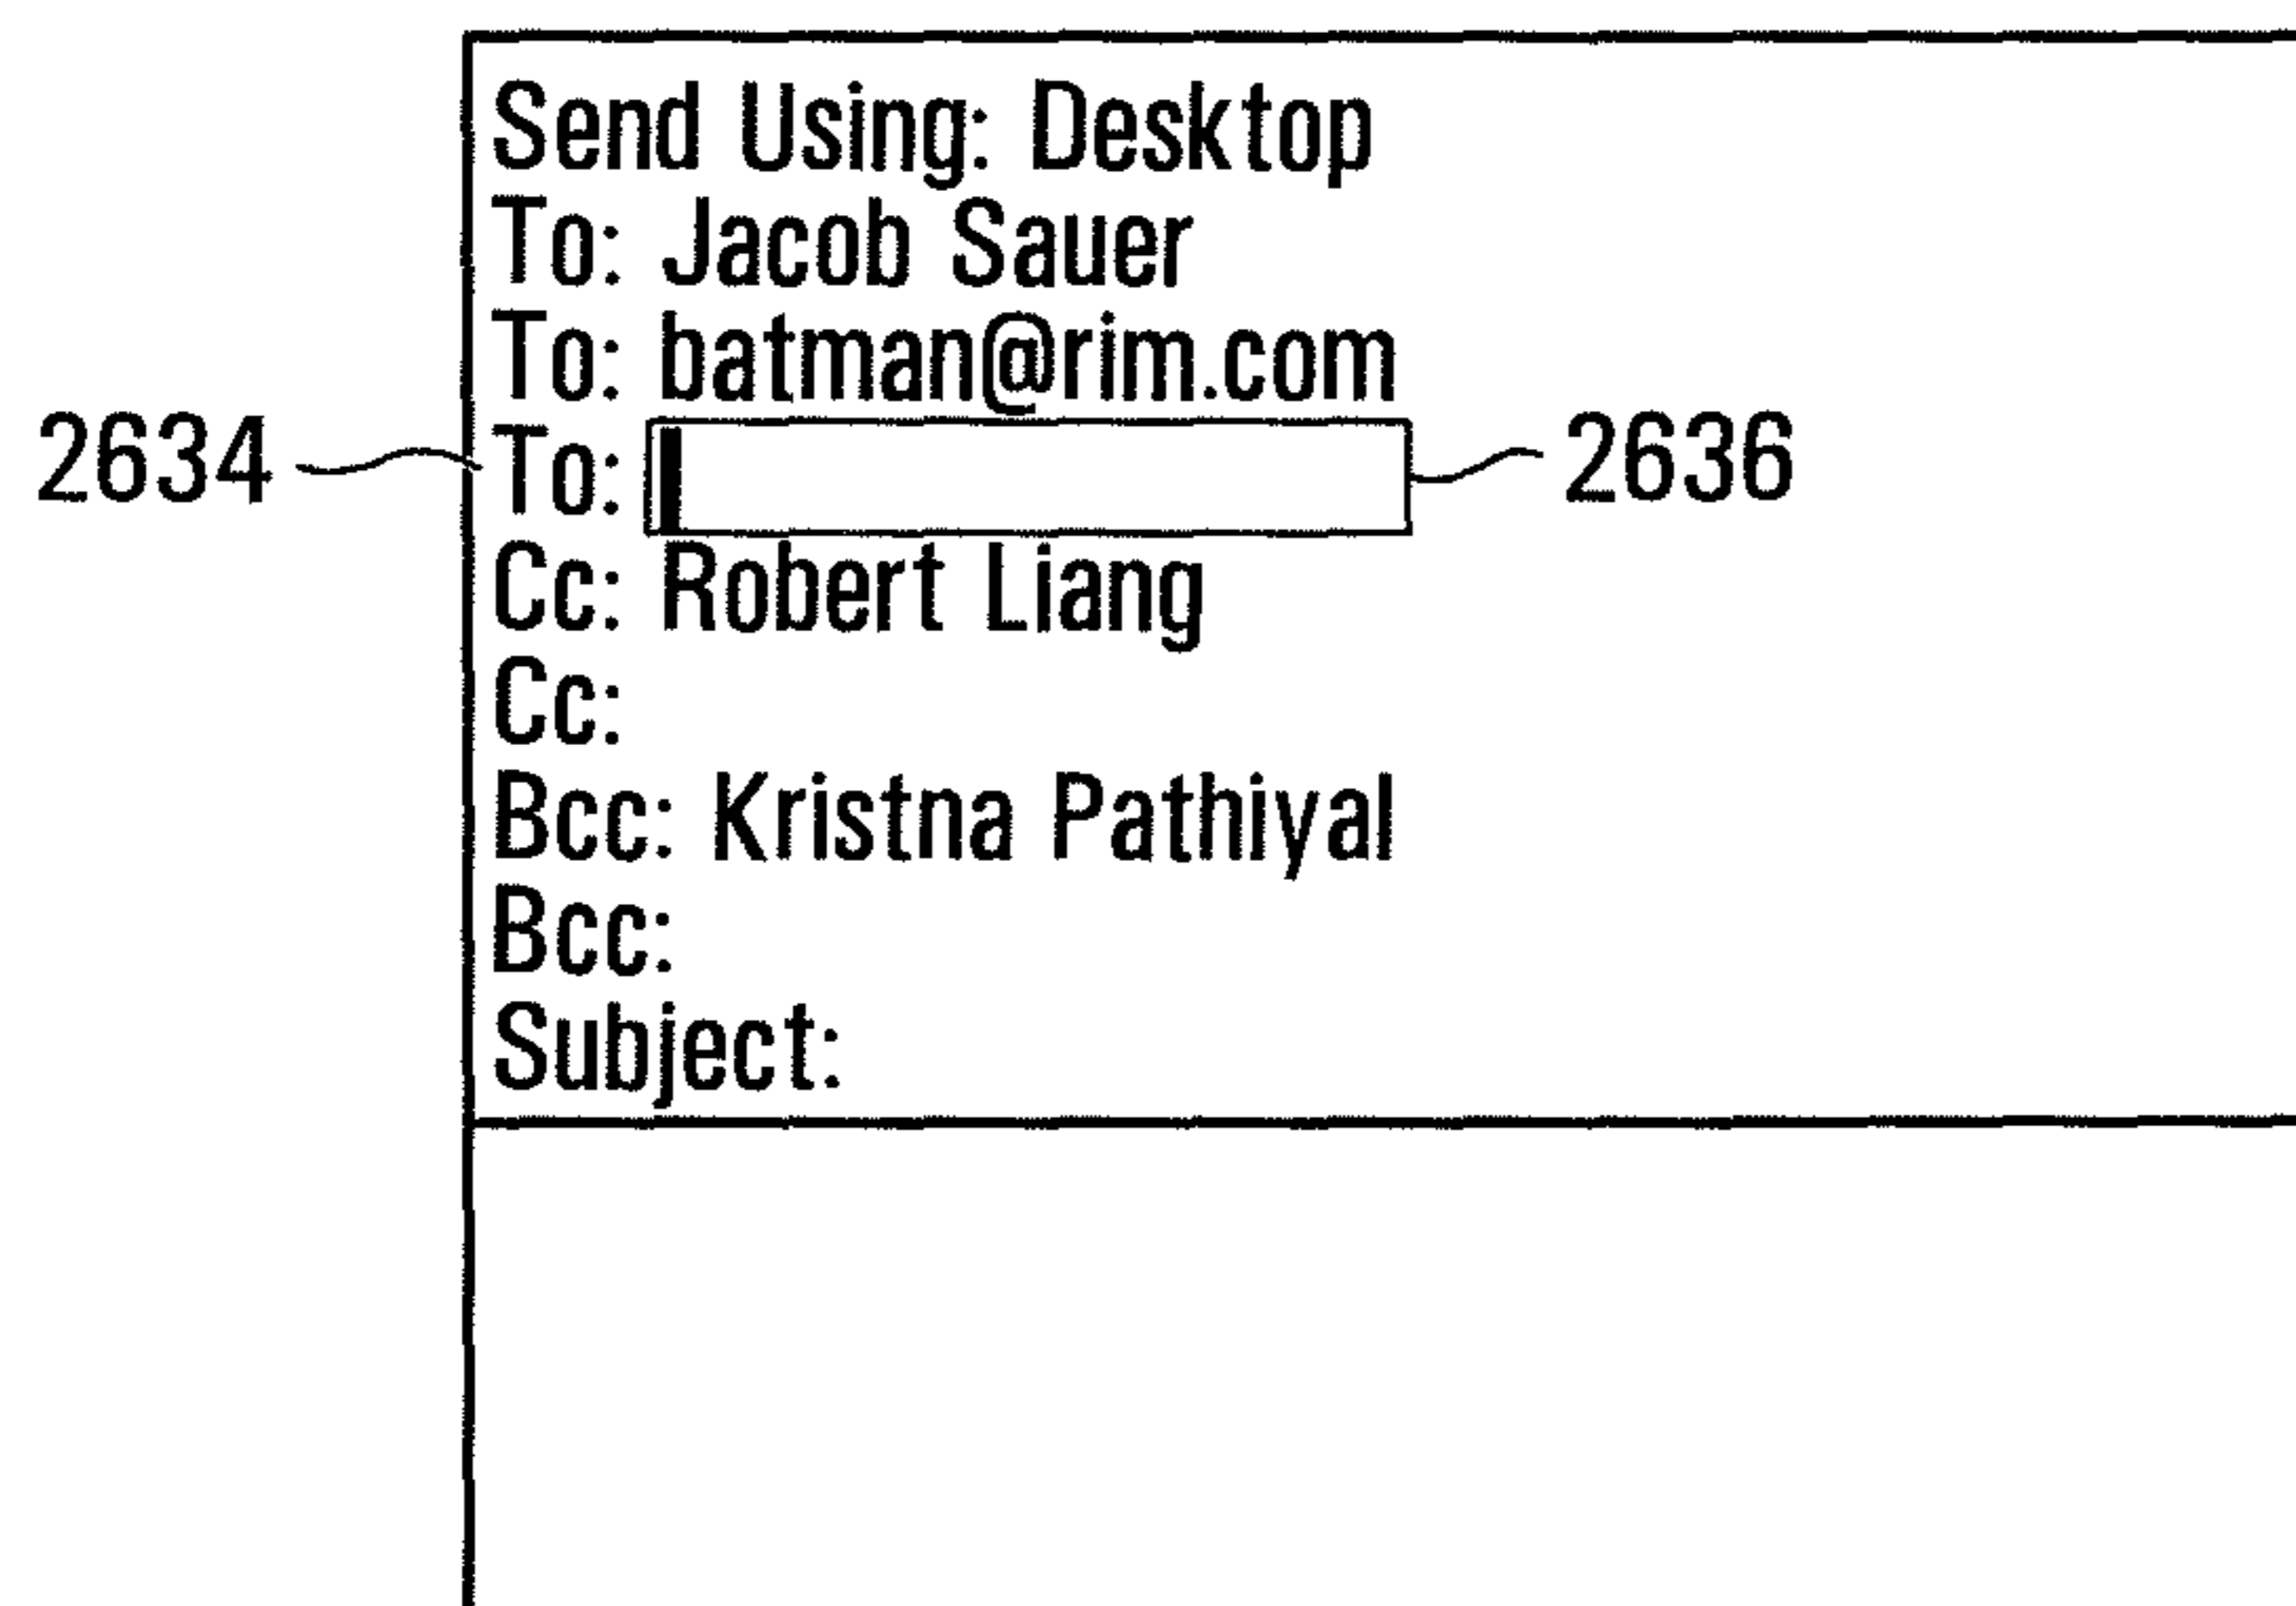 Send Using: Desktop
To: Jacob Sauer
To: batman@rim.com
2634 To: 2636
Cc: Robert Liang
Cc:
Bcc: Kristna Pathiyal
Bcc:
Subject: